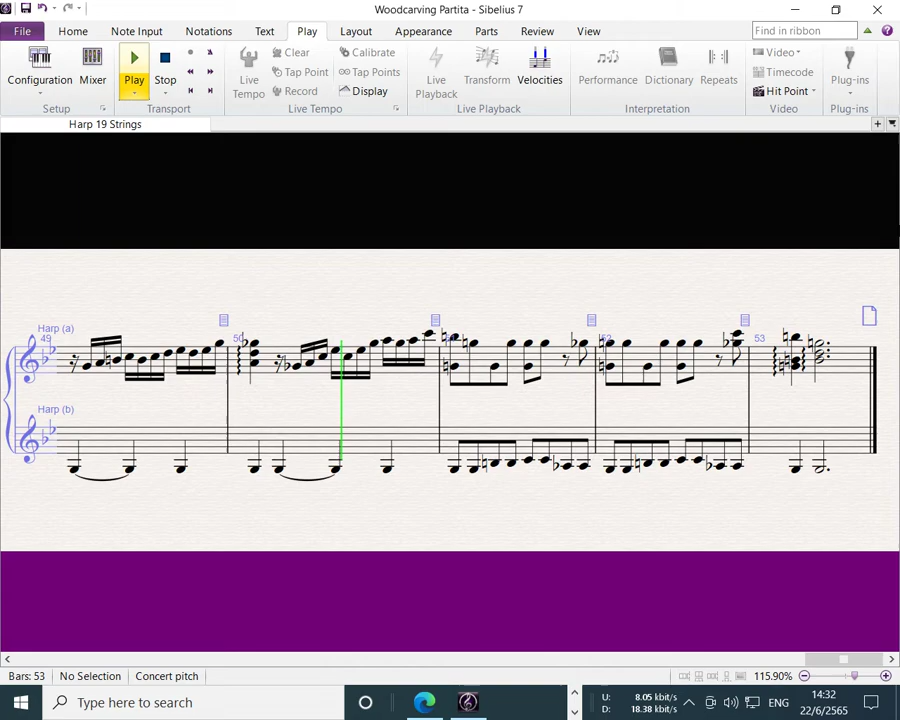 Woodcarving Partita - Sibelius 7
File Home Note Input Notations Text Play Layout Appearance Parts Review View Find in ribbon
Configuration Mixer Play Stop Live Tempo Clear Tap Point Record Calibrate Tap Points Display Live Playback Transform Velocities Performance Dictionary Repeats Video Timecode Hit Point Plug-ins
Setup Transport Live Tempo Live Playback Interpretation Video Plug-ins
Harp 19 Strings
Harp (a)
49 50 52 53
Harp (b)
Bars: 53 No Selection Concert pitch 115.90%
Type here to search
U: 8.05 kbit/s
D: 18.38 kbit/s
ENG
14:32
22/6/2565